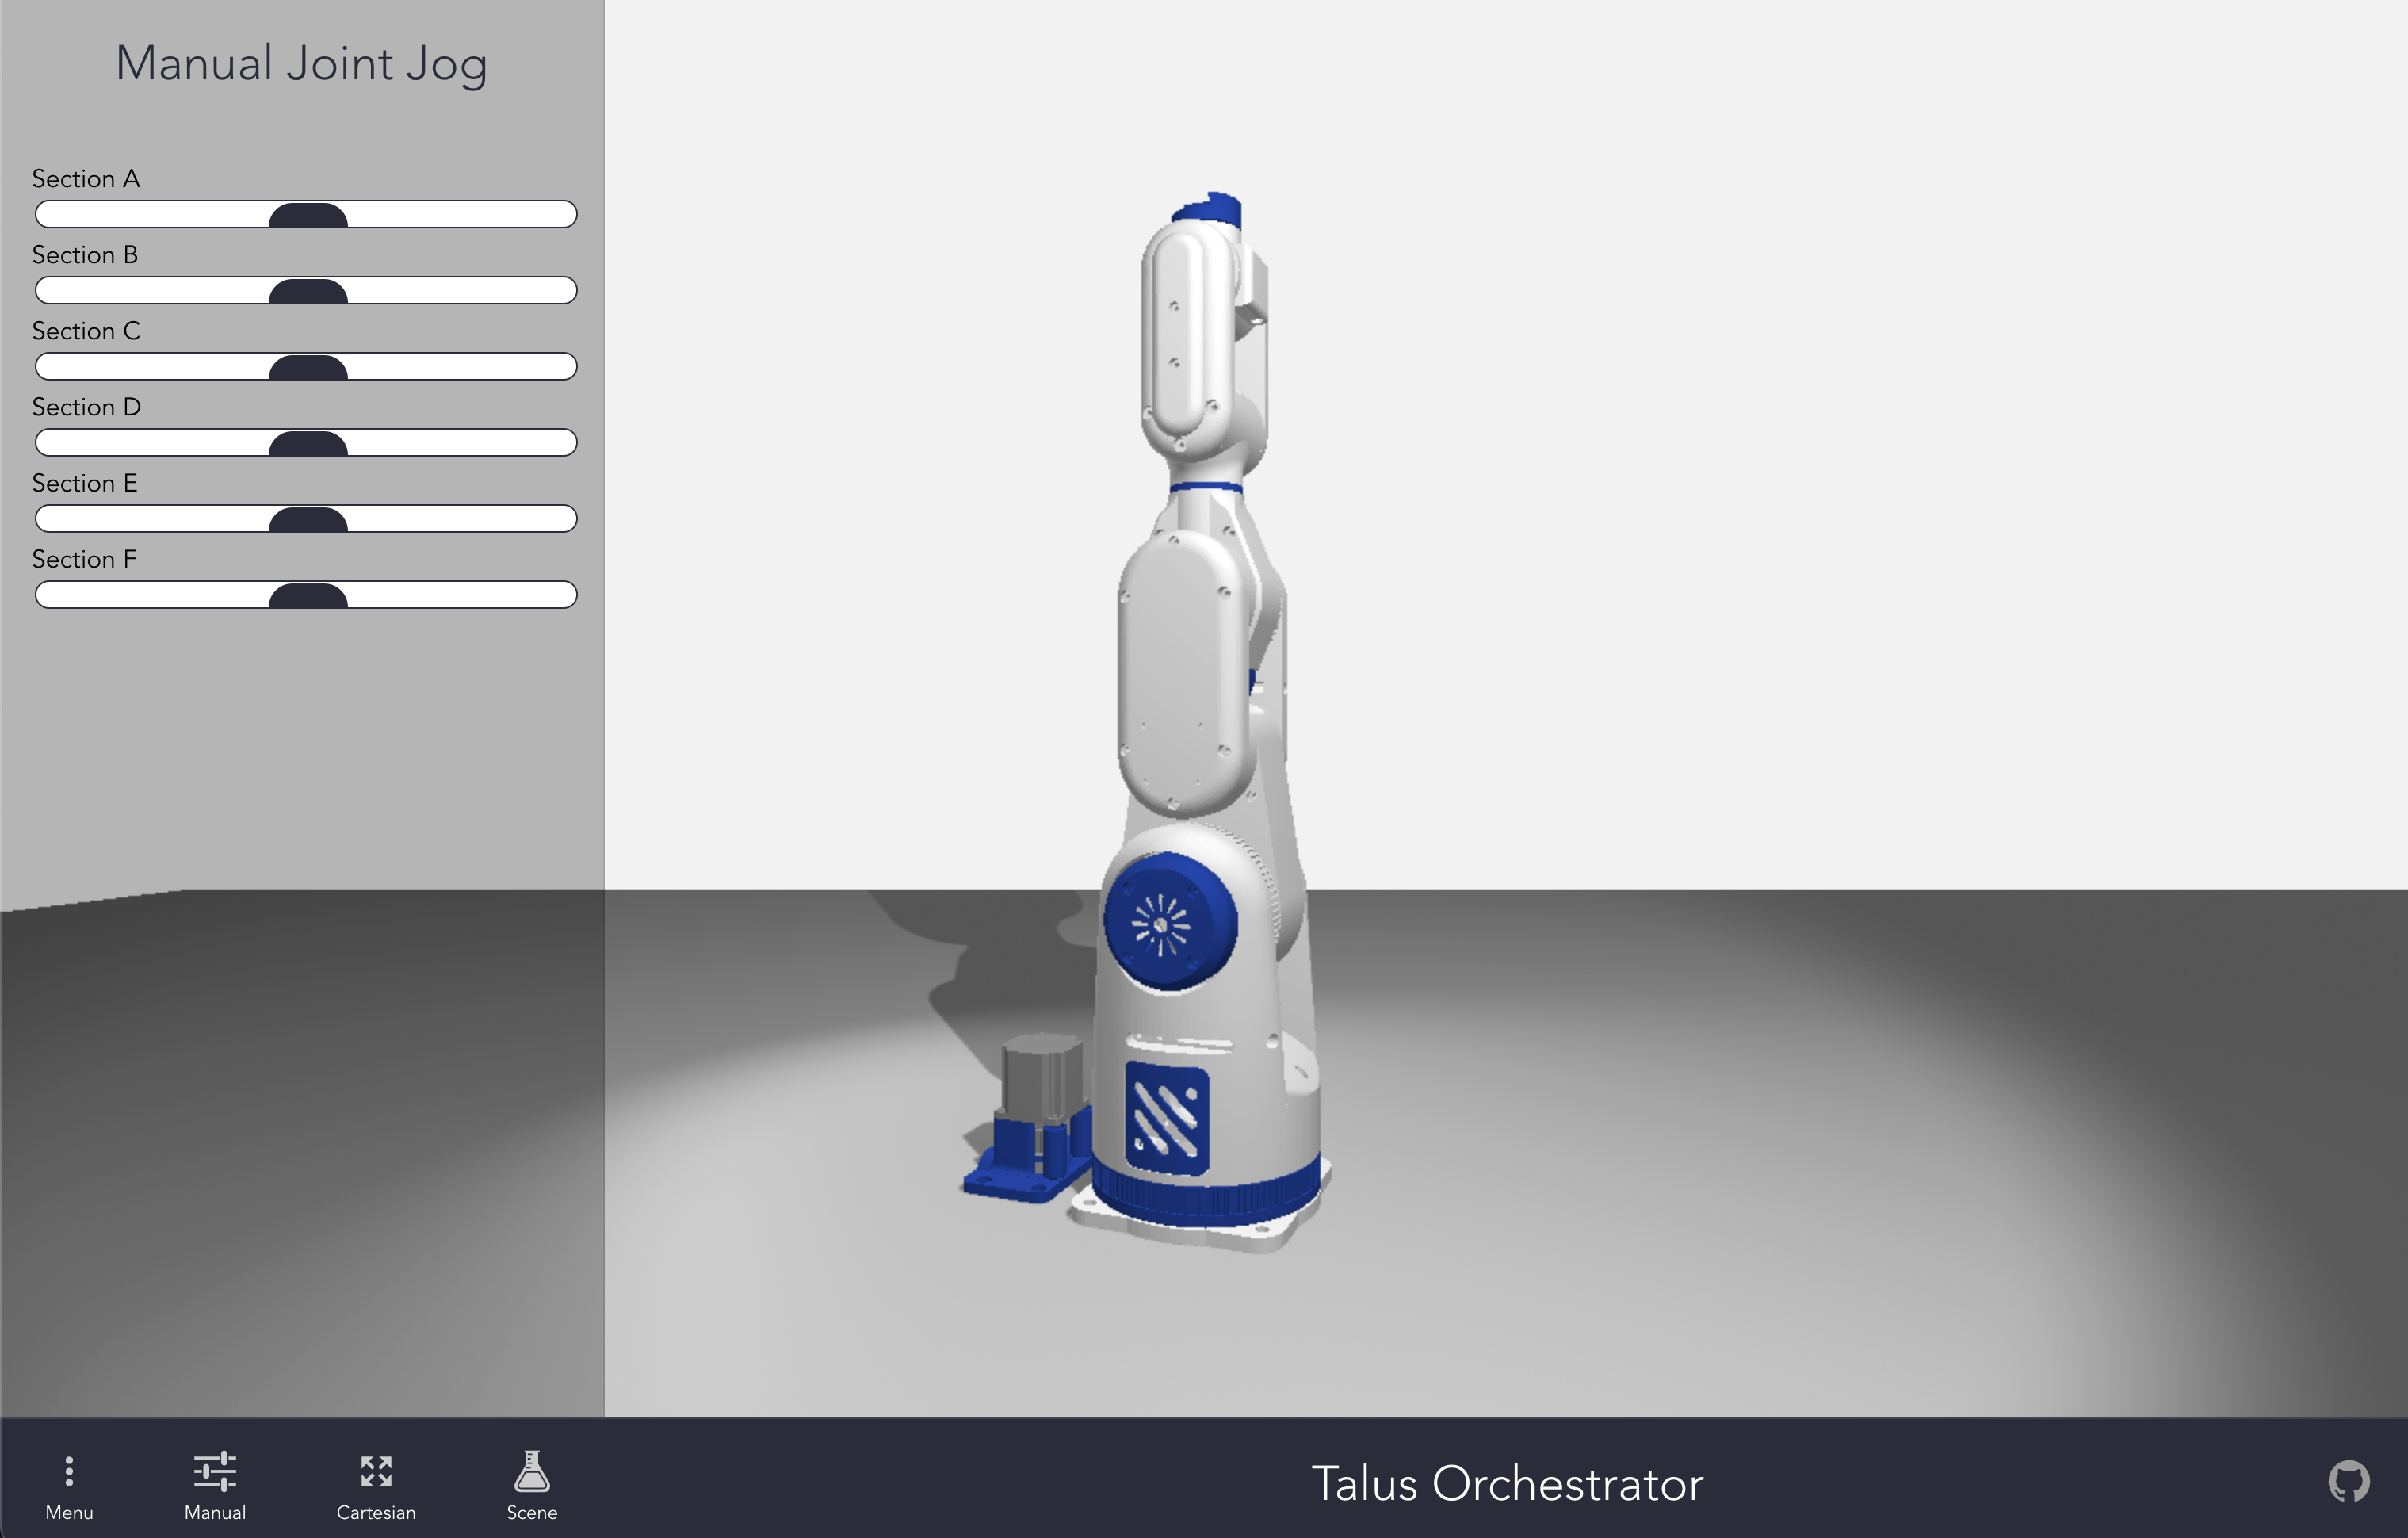 Manual Joint Jog
Section A
Section B
Section C
Section D
Section E
Section F
Menu
Manual
Cartesian
Scene
Talus Orchestrator